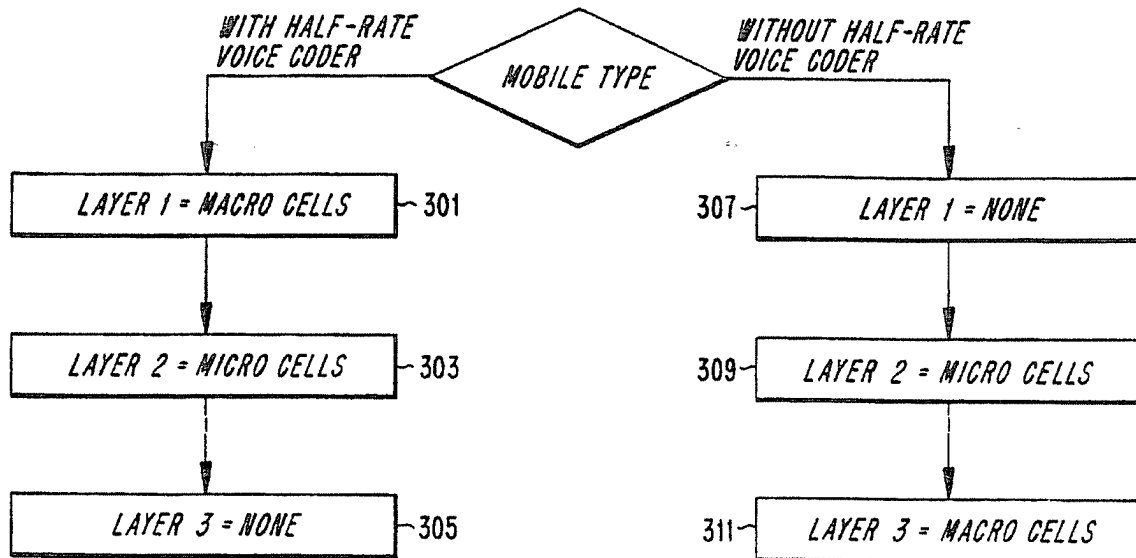 WITH HALF-RATE
VOICE CODER
MOBILE TYPE
WITHOUT HALF-RATE
VOICE CODER
LAYER 1 = MACRO CELLS
301
307
LAYER 1 = NONE
LAYER 2 = MICRO CELLS
303
309
LAYER 2 = MICRO CELLS
LAYER 3 = NONE
305
311
LAYER 3 = MACRO CELLS